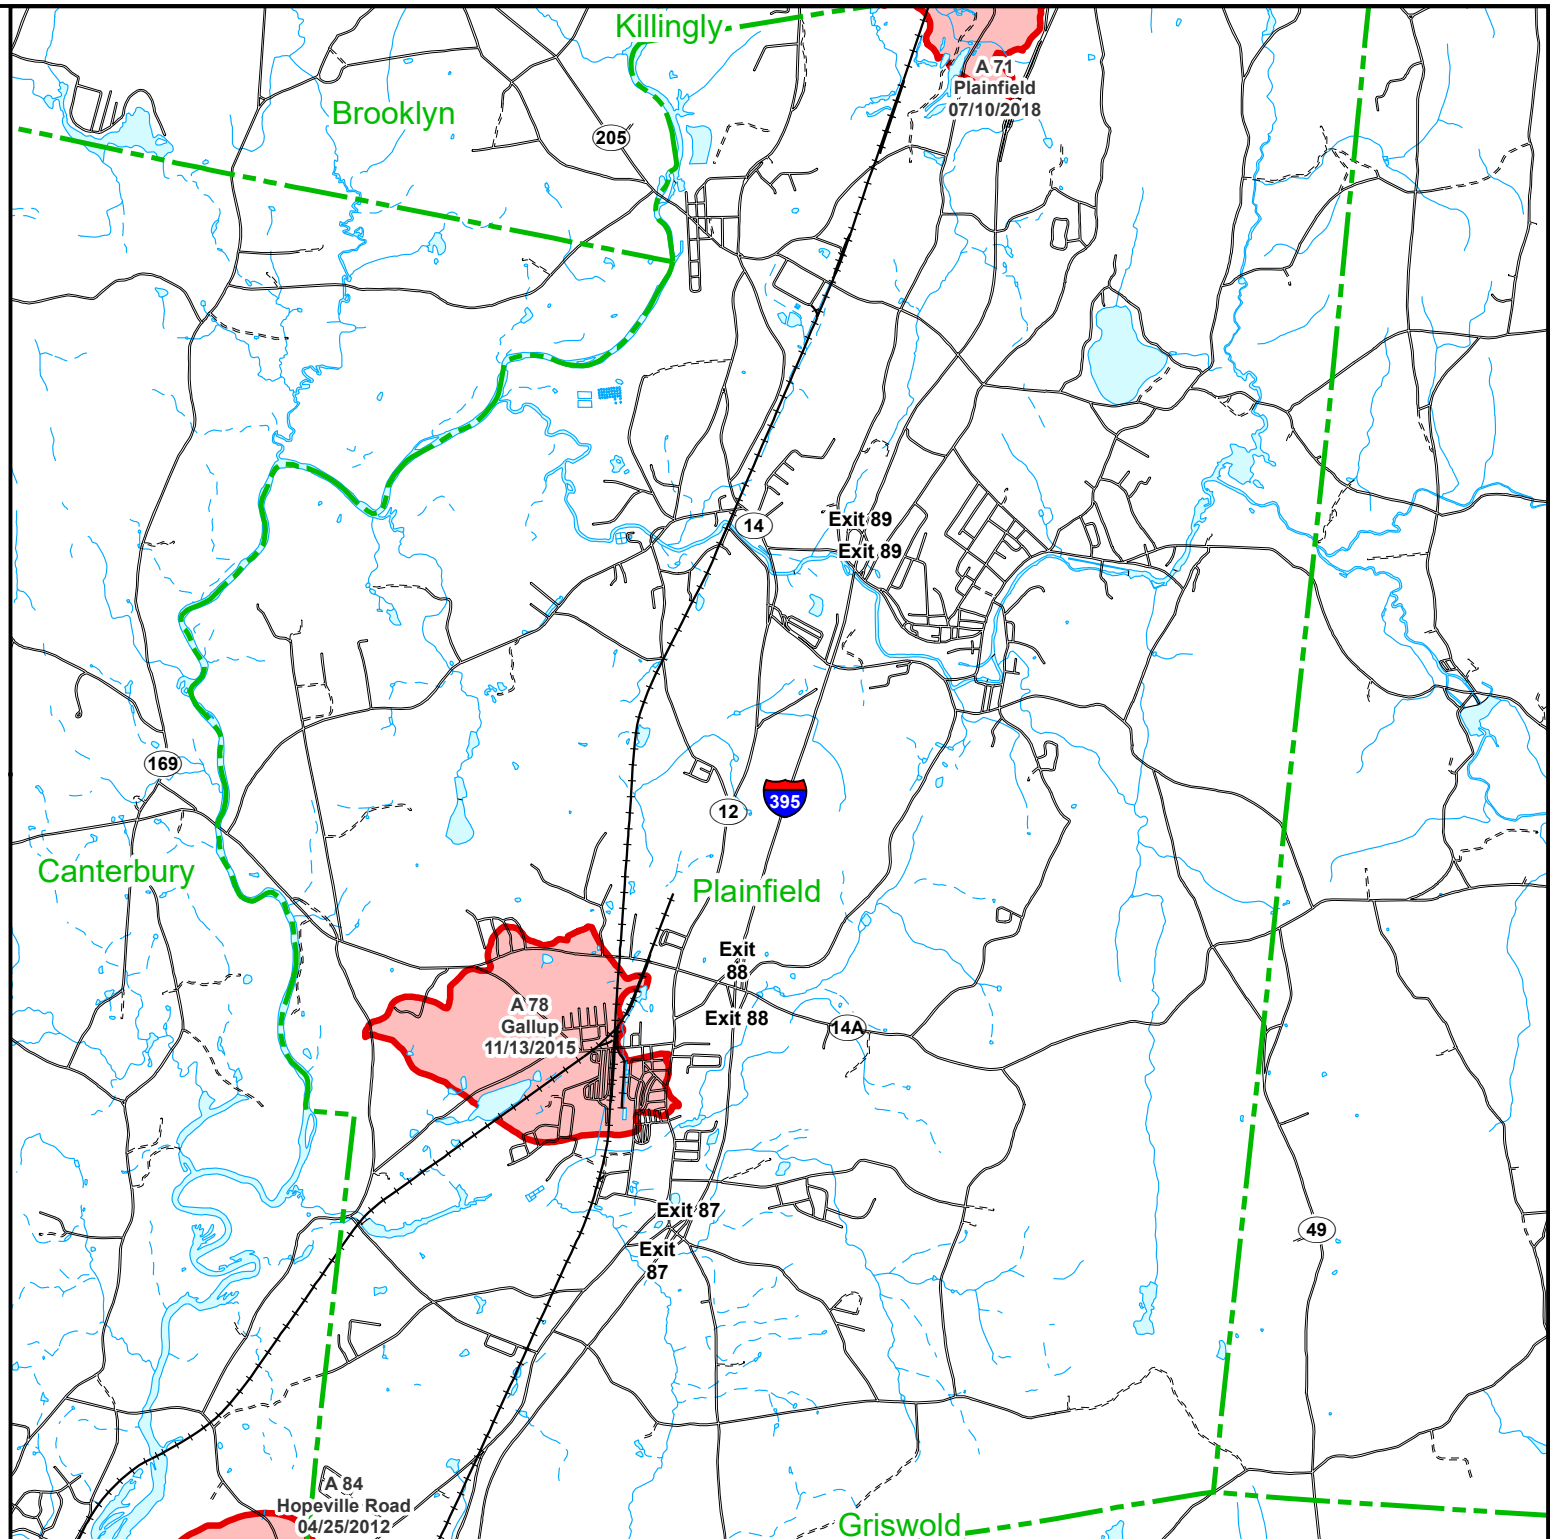 Killingly
A 71
Plainfield
07/10/2018
Brooklyn
205
14
Exit 89
Exit 89
169
12
395
Canterbury
Plainfield
Exit
88
A 78
Gallup
11/13/2015
Exit 88
14A
Exit 87
49
Exit
87
A 84
Hopeville Road
04/25/2012
Griswold